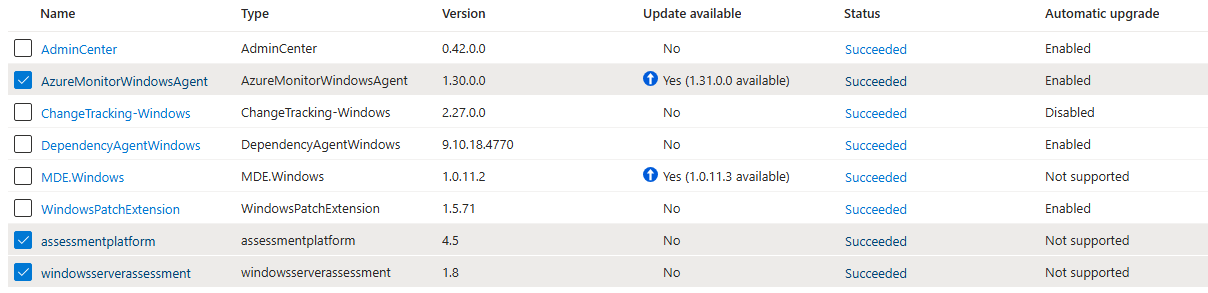 Name Type Version Update available Status Automatic upgrade
AdminCenter AdminCenter 0.42.0.0 No Succeeded Enabled
AzureMonitorWindowsAgent AzureMonitorWindowsAgent 1.30.0.0 Yes (1.31.0.0 available) Succeeded Enabled
ChangeTracking-Windows ChangeTracking-Windows 2.27.0.0 No Succeeded Disabled
DependencyAgentWindows DependencyAgentWindows 9.10.18.4770 No Succeeded Enabled
MDE.Windows MDE.Windows 1.0.11.2 Yes (1.0.11.3 available) Succeeded Not supported
WindowsPatchExtension WindowsPatchExtension 1.5.71 No Succeeded Enabled
assessmentplatform assessmentplatform 4.5 No Succeeded Not supported
windowsserverassessment windowsserverassessment 1.8 No Succeeded Not supported